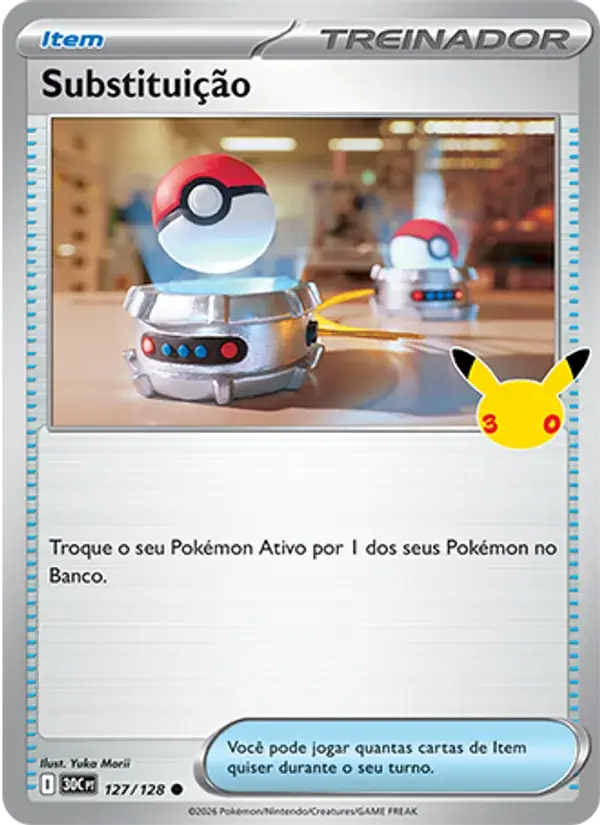 Item
TREINADOR
Substituição
3 0
Troque o seu Pokémon Ativo por 1 dos seus Pokémon no
Banco.
Ilust. Yuka Morii
Você pode jogar quantas cartas de Item
quiser durante o seu turno.
I 30C PT 127/128
©2026 Pokémon/Nintendo/Creatures/GAME FREAK